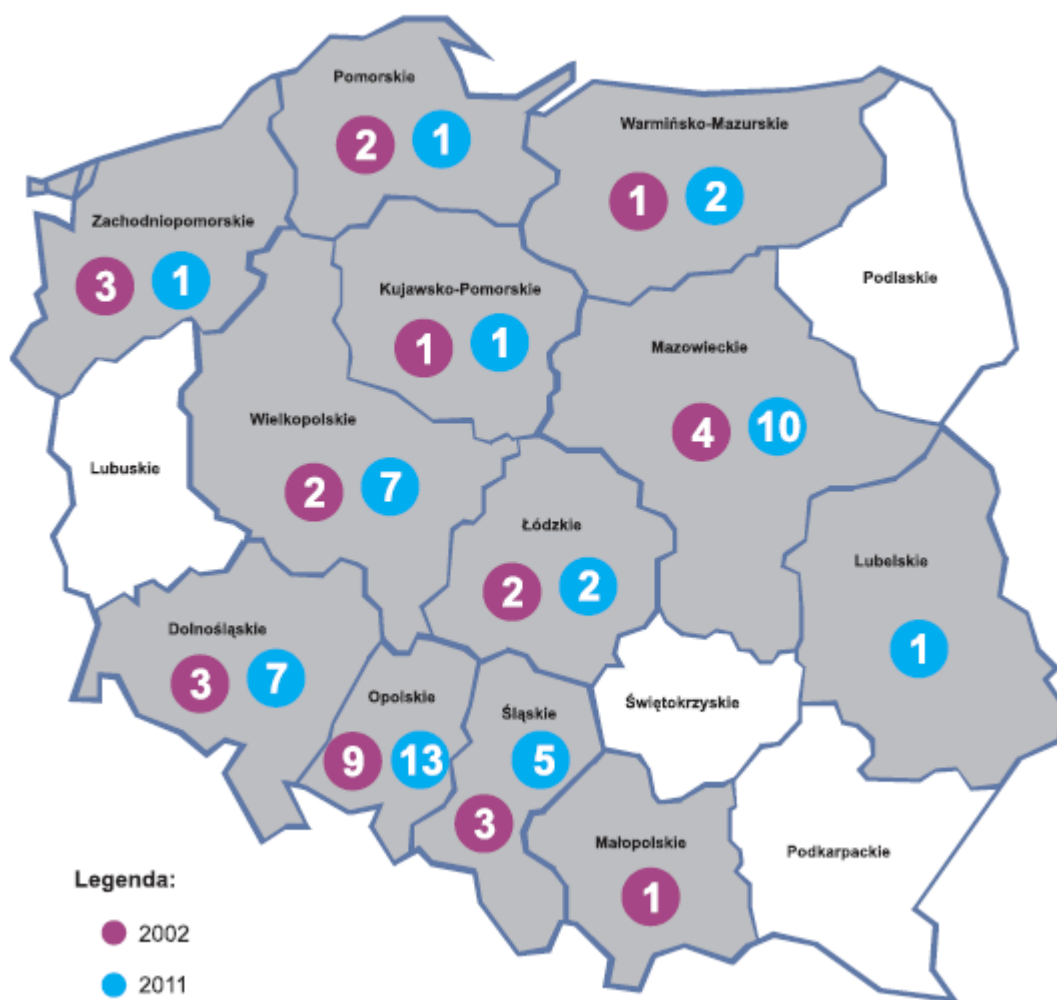 Pomorskie
2 1
Warmińsko-Mazurskie
1 2
Zachodniopomorskie
3 1
Podlaskie
Kujawsko-Pomorskie
1 1
Mazowieckie
4 10
Wielkopolskie
2 7
Lubuskie
Łódzkie
2 2
Lubelskie
1
Dolnośląskie
3 7
Opolskie
9 13
Śląskie
5
3
Świętokrzyskie
Małopolskie
1
Podkarpackie
Legenda:
2002
2011